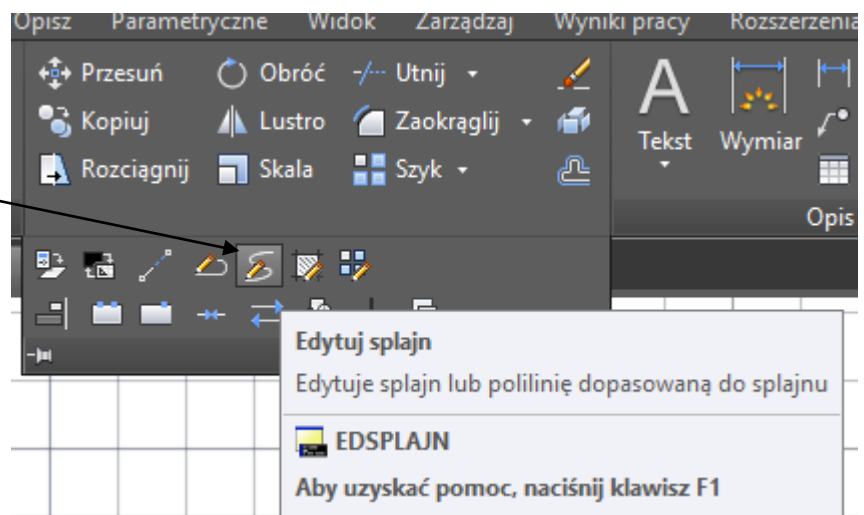 Opisz Parametryczne Widok Zarządzaj Wyniki pracy Rozszerzenia
Przesuń Obróć Utnij
Kopiuj Lustro Zaokrąglij
Rozciągnij Skala Szyk
A
Tekst Wymiar
Opis
Edytuj splajn
Edytuje splajn lub polilinię dopasowaną do splajnu
EDSPLAJN
Aby uzyskać pomoc, naciśnij klawisz F1